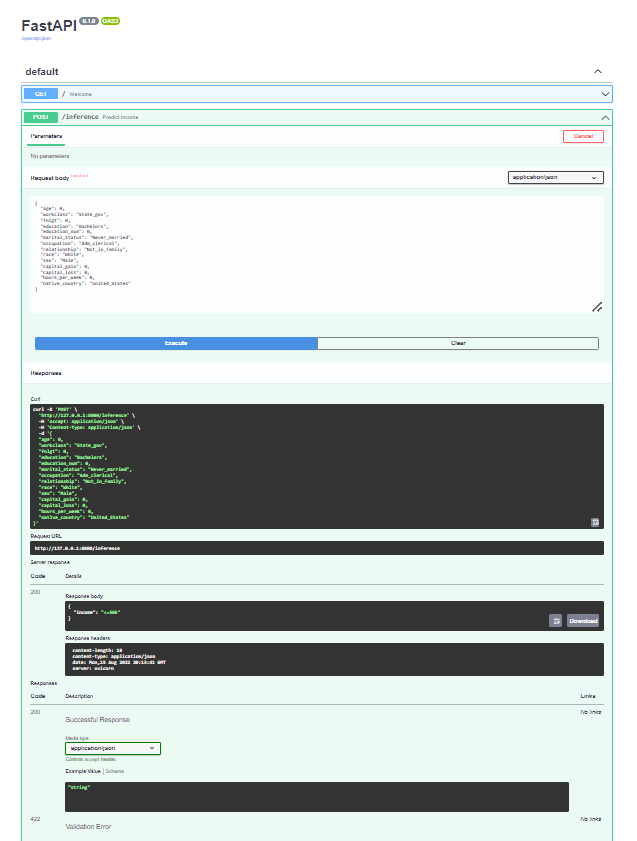 FastAPI 0.1.0 OAS3
/openapi.json
default
GET / Welcome
POST /inference Predict Income
Parameters Cancel
No parameters
Request body required application/json
{
"age": 0,
"workclass": "State_gov",
"fnlgt": 0,
"education": "Bachelors",
"education_num": 0,
"marital_status": "Never_married",
"occupation": "Adm_clerical",
"relationship": "Not_in_family",
"race": "White",
"sex": "Male",
"capital_gain": 0,
"capital_loss": 0,
"hours_per_week": 0,
"native_country": "United_States"
}
Execute Clear
Responses
Curl
curl -X 'POST' \
'http://127.0.0.1:8000/inference' \
-H 'accept: application/json' \
-H 'Content-Type: application/json' \
-d '{
"age": 0,
"workclass": "State_gov",
"fnlgt": 0,
"education": "Bachelors",
"education_num": 0,
"marital_status": "Never_married",
"occupation": "Adm_clerical",
"relationship": "Not_in_family",
"race": "White",
"sex": "Male",
"capital_gain": 0,
"capital_loss": 0,
"hours_per_week": 0,
"native_country": "United_States"
}'
Request URL
http://127.0.0.1:8000/inference
Server response
Code Details
200
Response body
{
"income": "<=50k"
}
Download
Response headers
content-length: 18
content-type: application/json
date: Mon,15 Aug 2022 GMT
server: uvicorn
Responses
Code Description Links
200 No links
Successful Response
Media type
application/json
Controls Accept header.
Example Value | Schema
"string"
422 No links
Validation Error